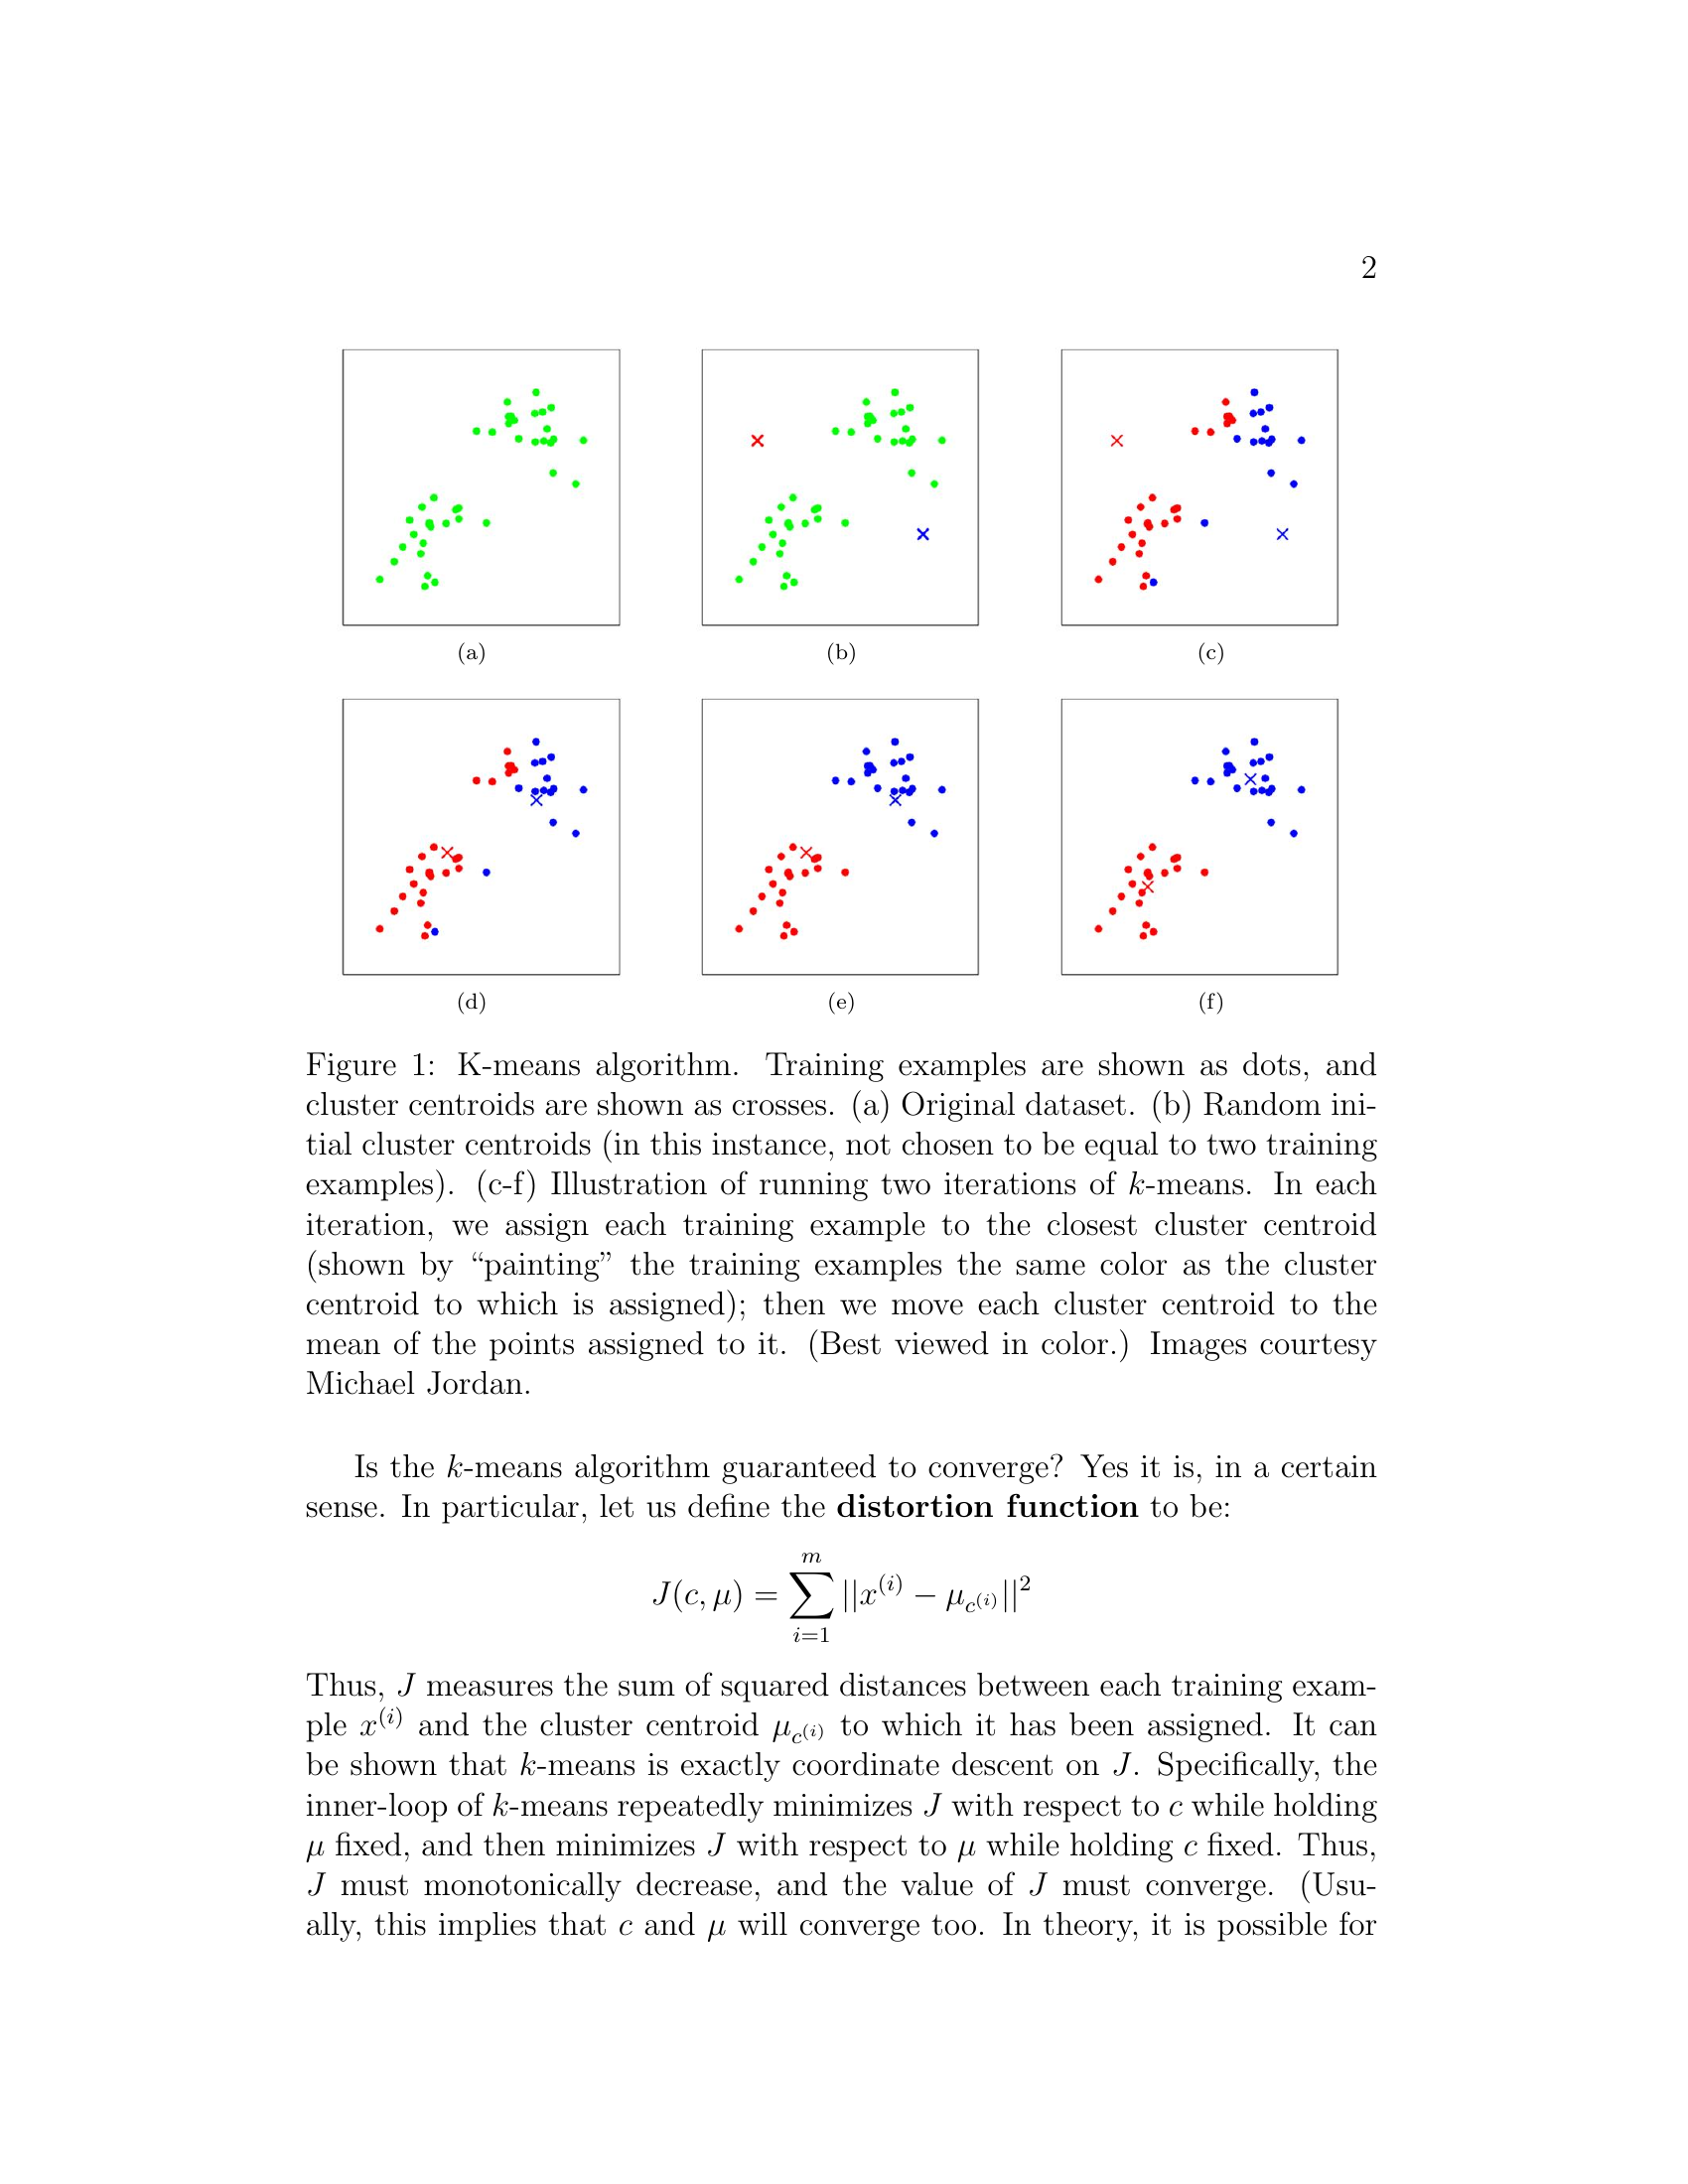 2
(a) (b) (c)
(d) (e) (f)
Figure 1: K-means algorithm. Training examples are shown as dots, and
cluster centroids are shown as crosses. (a) Original dataset. (b) Random ini-
tial cluster centroids (in this instance, not chosen to be equal to two training
examples). (c-f) Illustration of running two iterations of k-means. In each
iteration, we assign each training example to the closest cluster centroid
(shown by “painting” the training examples the same color as the cluster
centroid to which is assigned); then we move each cluster centroid to the
mean of the points assigned to it. (Best viewed in color.) Images courtesy
Michael Jordan.
Is the k-means algorithm guaranteed to converge? Yes it is, in a certain
sense. In particular, let us define the distortion function to be:
J(c, μ) = ∑_{i=1}^{m} ||x^{(i)} − μ_{c^{(i)}}||^2
Thus, J measures the sum of squared distances between each training exam-
ple x^{(i)} and the cluster centroid μ_{c^{(i)}} to which it has been assigned. It can
be shown that k-means is exactly coordinate descent on J. Specifically, the
inner-loop of k-means repeatedly minimizes J with respect to c while holding
μ fixed, and then minimizes J with respect to μ while holding c fixed. Thus,
J must monotonically decrease, and the value of J must converge. (Usu-
ally, this implies that c and μ will converge too. In theory, it is possible for